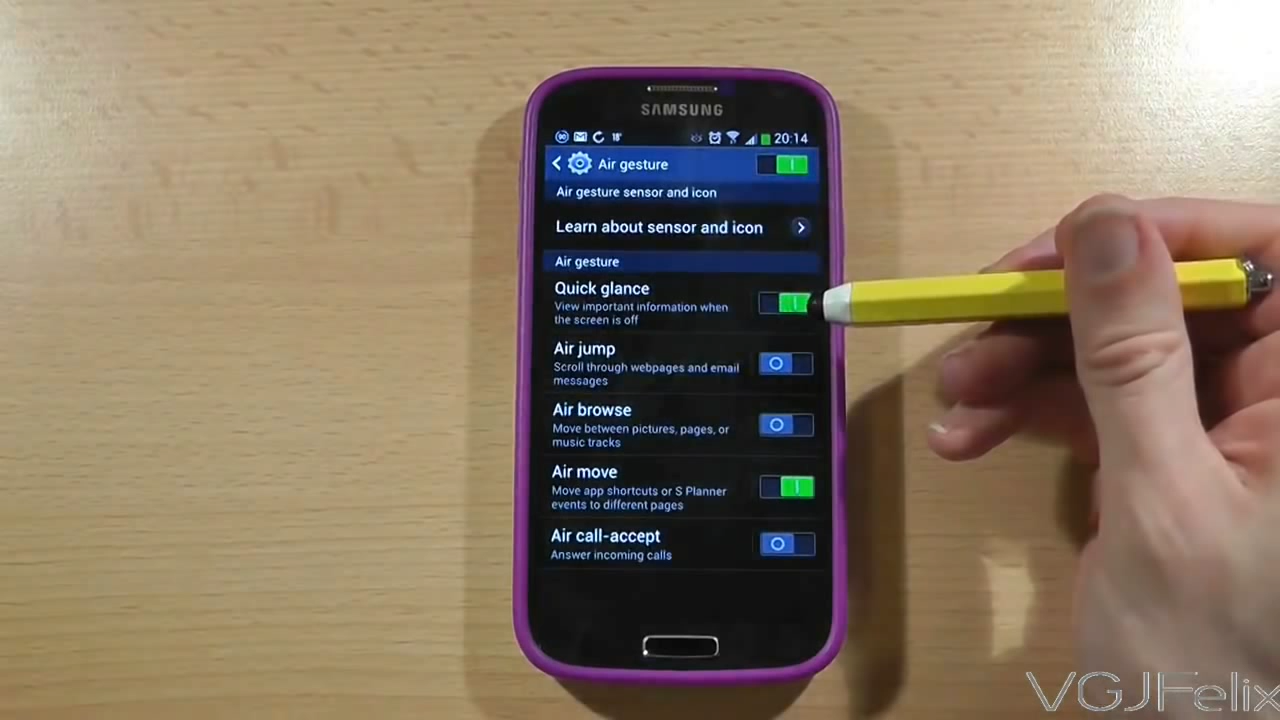 SAMSUNG
18°
20:14
Air gesture
Air gesture sensor and icon
Learn about sensor and icon
Air gesture
Quick glance
View important information when
the screen is off
Air jump
Scroll through webpages and email
messages
Air browse
Move between pictures, pages, or
music tracks
Air move
Move app shortcuts or S Planner
events to different pages
Air call-accept
Answer incoming calls
VGJFelix